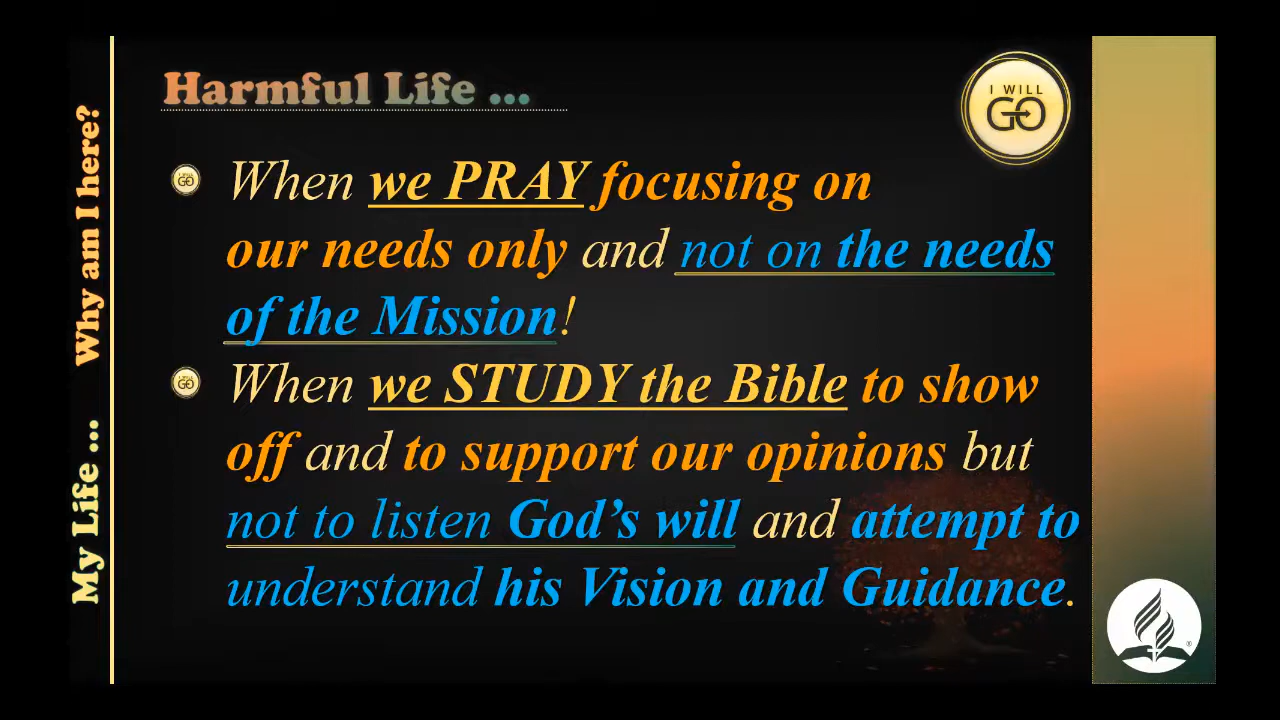 Harmful Life ...
I WILL
GO
When we PRAY focusing on
our needs only and not on the needs
of the Mission!
When we STUDY the Bible to show
off and to support our opinions but
not to listen God’s will and attempt to
understand his Vision and Guidance.
My Life ... Why am I here?